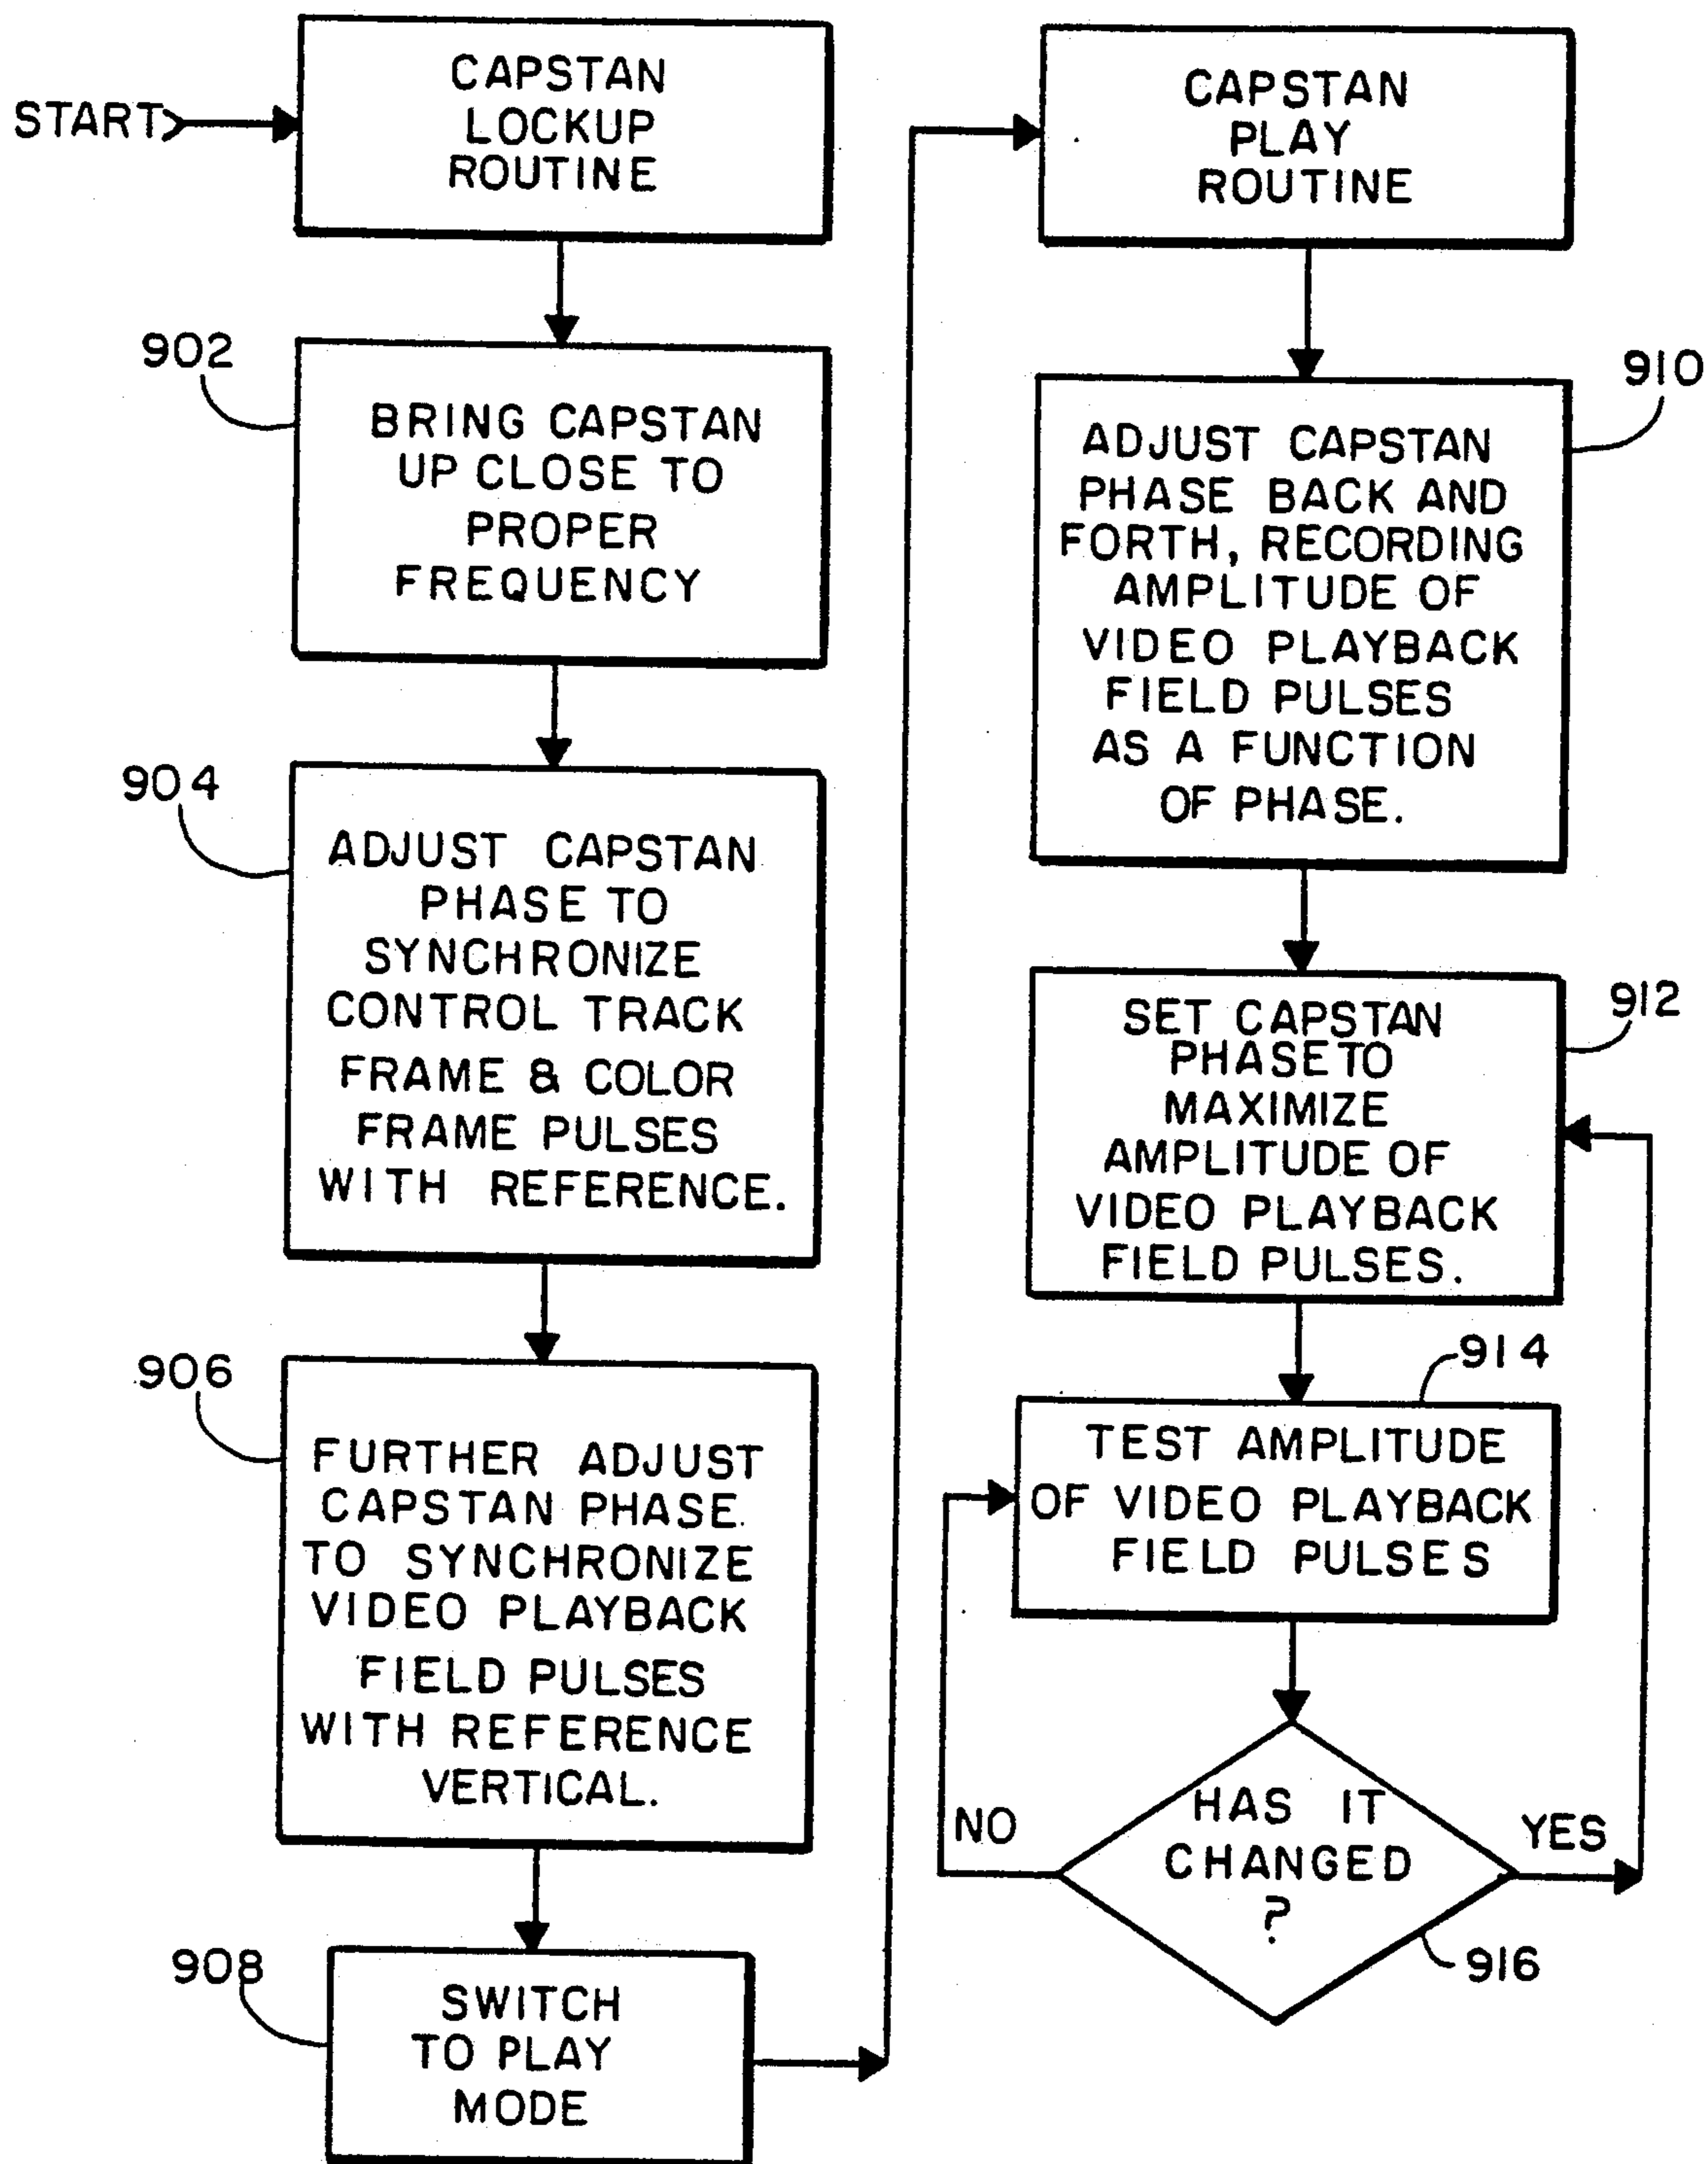 START
CAPSTAN
LOCKUP
ROUTINE
902
BRING CAPSTAN
UP CLOSE TO
PROPER
FREQUENCY
904
ADJUST CAPSTAN
PHASE TO
SYNCHRONIZE
CONTROL TRACK
FRAME & COLOR
FRAME PULSES
WITH REFERENCE.
906
FURTHER ADJUST
CAPSTAN PHASE
TO SYNCHRONIZE
VIDEO PLAYBACK
FIELD PULSES
WITH REFERENCE
VERTICAL.
908
SWITCH
TO PLAY
MODE
CAPSTAN
PLAY
ROUTINE
910
ADJUST CAPSTAN
PHASE BACK AND
FORTH, RECORDING
AMPLITUDE OF
VIDEO PLAYBACK
FIELD PULSES
AS A FUNCTION
OF PHASE.
912
SET CAPSTAN
PHASE TO
MAXIMIZE
AMPLITUDE OF
VIDEO PLAYBACK
FIELD PULSES.
914
TEST AMPLITUDE
OF VIDEO PLAYBACK
FIELD PULSES
HAS IT
CHANGED
?
NO
YES
916